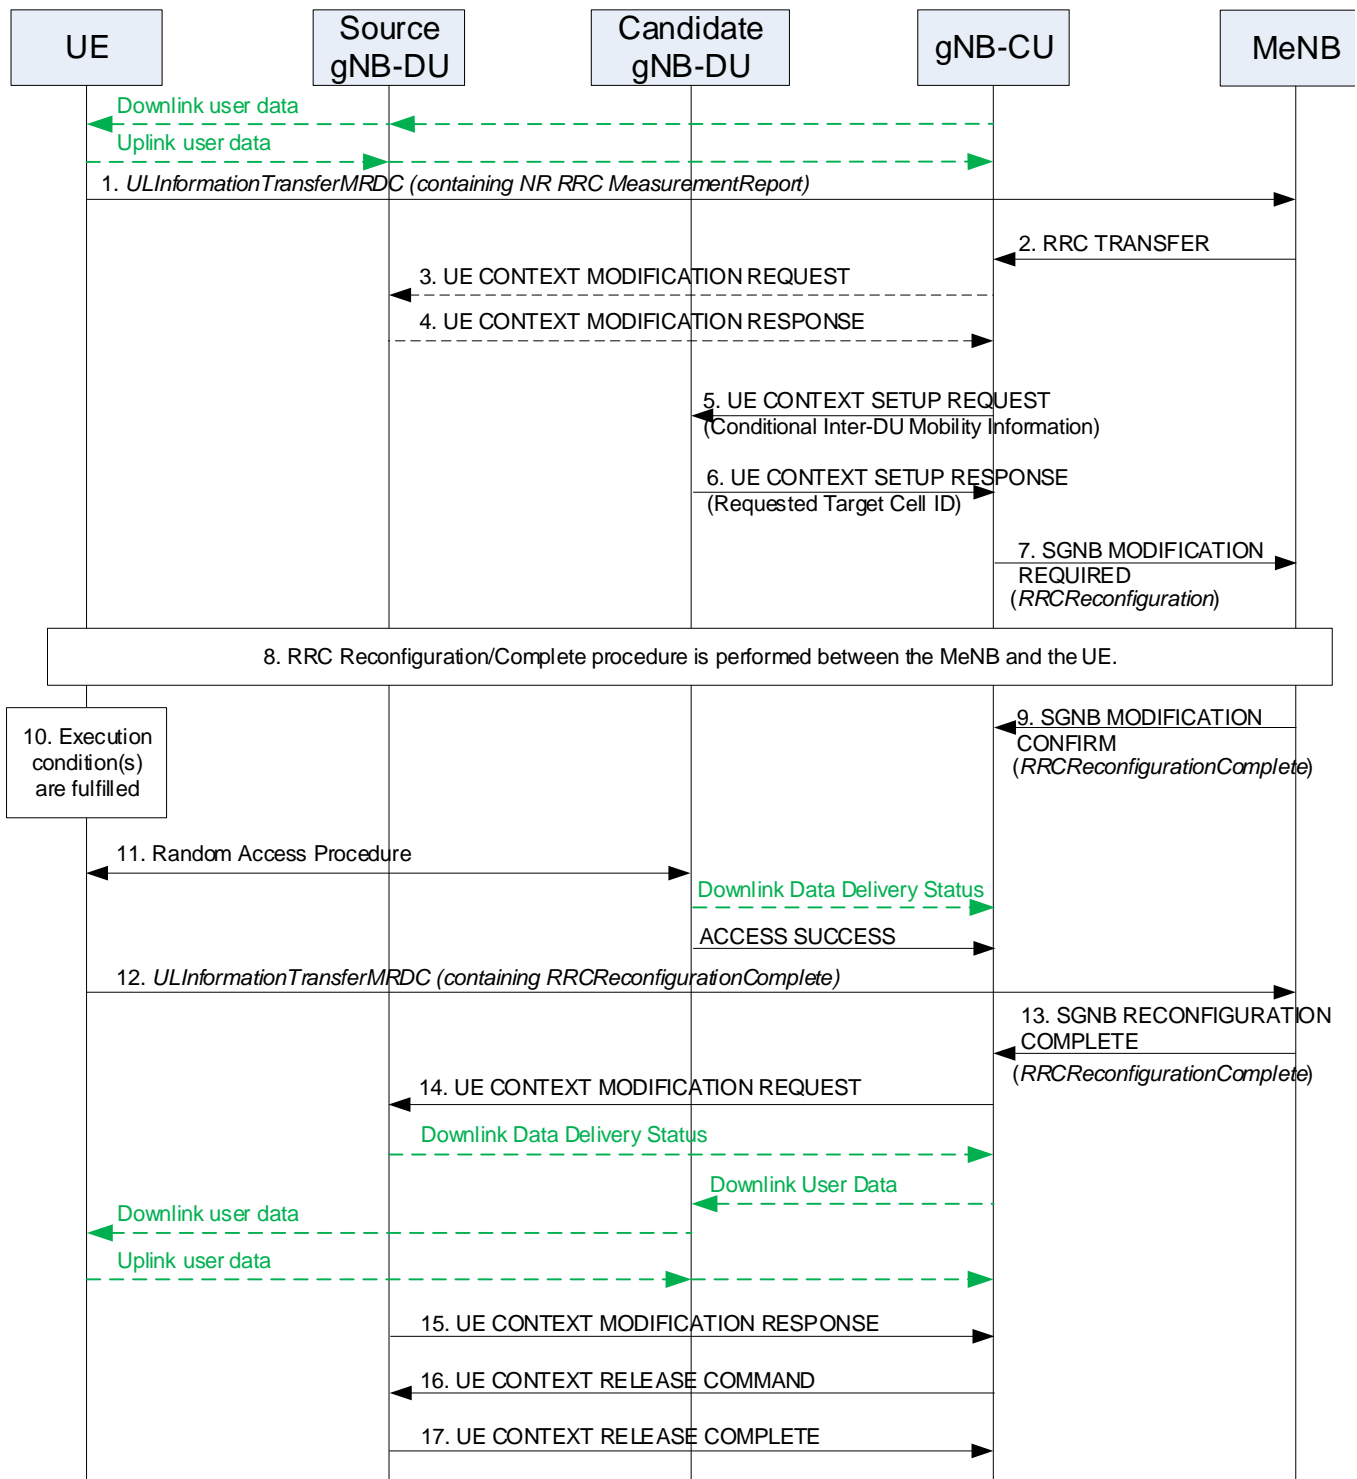 UE
Source
gNB-DU
Candidate
gNB-DU
gNB-CU
MeNB
Downlink user data
Uplink user data
1. ULInformationTransferMRDC (containing NR RRC MeasurementReport)
2. RRC TRANSFER
3. UE CONTEXT MODIFICATION REQUEST
4. UE CONTEXT MODIFICATION RESPONSE
5. UE CONTEXT SETUP REQUEST
(Conditional Inter-DU Mobility Information)
6. UE CONTEXT SETUP RESPONSE
(Requested Target Cell ID)
7. SGNB MODIFICATION
REQUIRED
(RRCReconfiguration)
8. RRC Reconfiguration/Complete procedure is performed between the MeNB and the UE.
9. SGNB MODIFICATION
CONFIRM
(RRCReconfigurationComplete)
10. Execution
condition(s)
are fulfilled
11. Random Access Procedure
Downlink Data Delivery Status
ACCESS SUCCESS
12. ULInformationTransferMRDC (containing RRCReconfigurationComplete)
13. SGNB RECONFIGURATION
COMPLETE
(RRCReconfigurationComplete)
14. UE CONTEXT MODIFICATION REQUEST
Downlink Data Delivery Status
Downlink User Data
Downlink user data
Uplink user data
15. UE CONTEXT MODIFICATION RESPONSE
16. UE CONTEXT RELEASE COMMAND
17. UE CONTEXT RELEASE COMPLETE